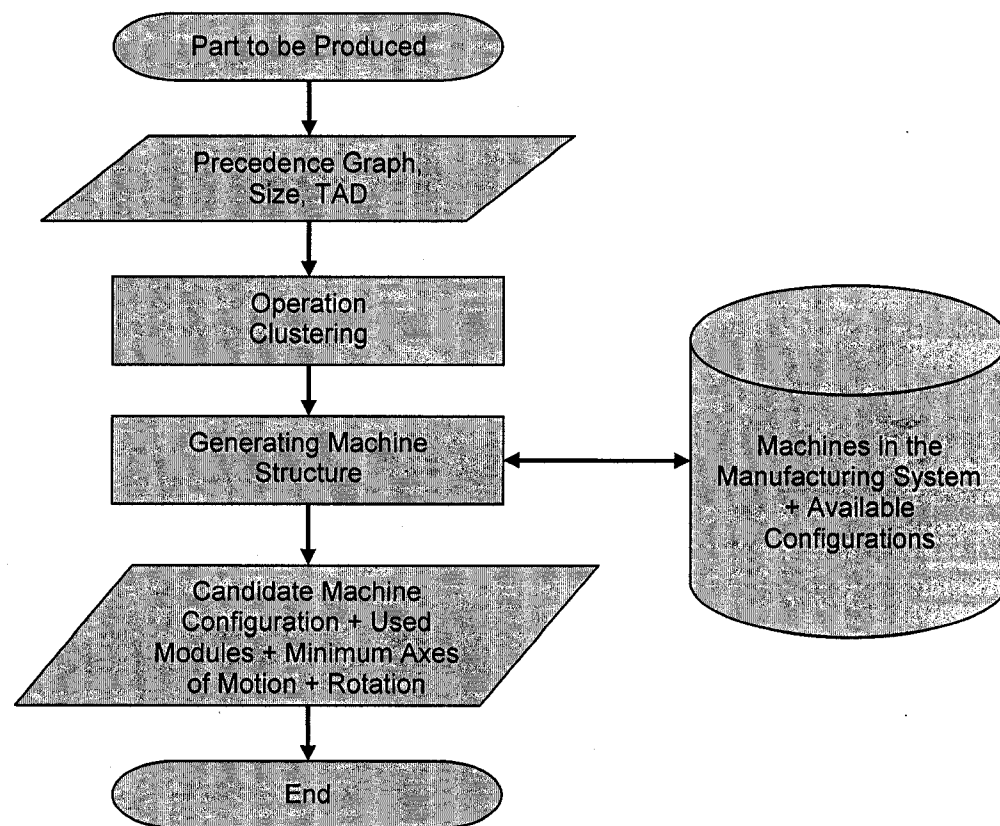 Part to be Produced
Precedence Graph,
Size, TAD
Operation
Clustering
Generating Machine
Structure
Machines in the
Manufacturing System
+ Available
Configurations
Candidate Machine
Configuration + Used
Modules + Minimum Axes
of Motion + Rotation
End